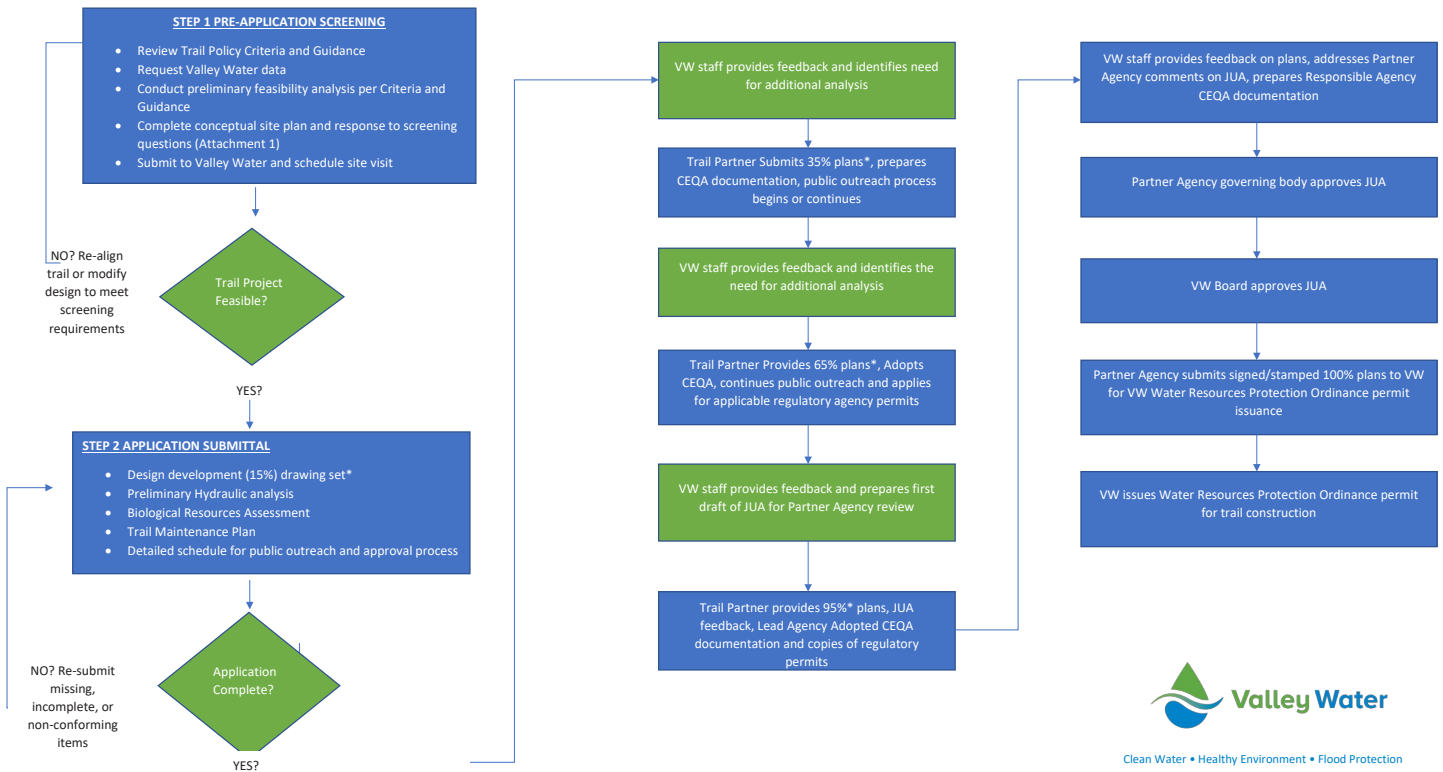 STEP 1 PRE-APPLICATION SCREENING
• Review Trail Policy Criteria and Guidance
• Request Valley Water data
• Conduct preliminary feasibility analysis per Criteria and
Guidance
• Complete conceptual site plan and response to screening
questions (Attachment 1)
• Submit to Valley Water and schedule site visit
NO? Re-align
trail or modify
design to meet
screening
requirements
Trail Project
Feasible?
YES?
STEP 2 APPLICATION SUBMITTAL
• Design development (15%) drawing set*
• Preliminary Hydraulic analysis
• Biological Resources Assessment
• Trail Maintenance Plan
• Detailed schedule for public outreach and approval process
NO? Re-submit
missing,
incomplete, or
non-conforming
items
Application
Complete?
YES?
VW staff provides feedback and identifies need
for additional analysis
Trail Partner Submits 35% plans*, prepares
CEQA documentation, public outreach process
begins or continues
VW staff provides feedback and identifies the
need for additional analysis
Trail Partner Provides 65% plans*, Adopts
CEQA, continues public outreach and applies
for applicable regulatory agency permits
VW staff provides feedback and prepares first
draft of JUA for Partner Agency review
Trail Partner provides 95%* plans, JUA
feedback, Lead Agency Adopted CEQA
documentation and copies of regulatory
permits
VW staff provides feedback on plans, addresses Partner
Agency comments on JUA, prepares Responsible Agency
CEQA documentation
Partner Agency governing body approves JUA
VW Board approves JUA
Partner Agency submits signed/stamped 100% plans to VW
for VW Water Resources Protection Ordinance permit
issuance
VW issues Water Resources Protection Ordinance permit
for trail construction
Valley Water
Clean Water • Healthy Environment • Flood Protection